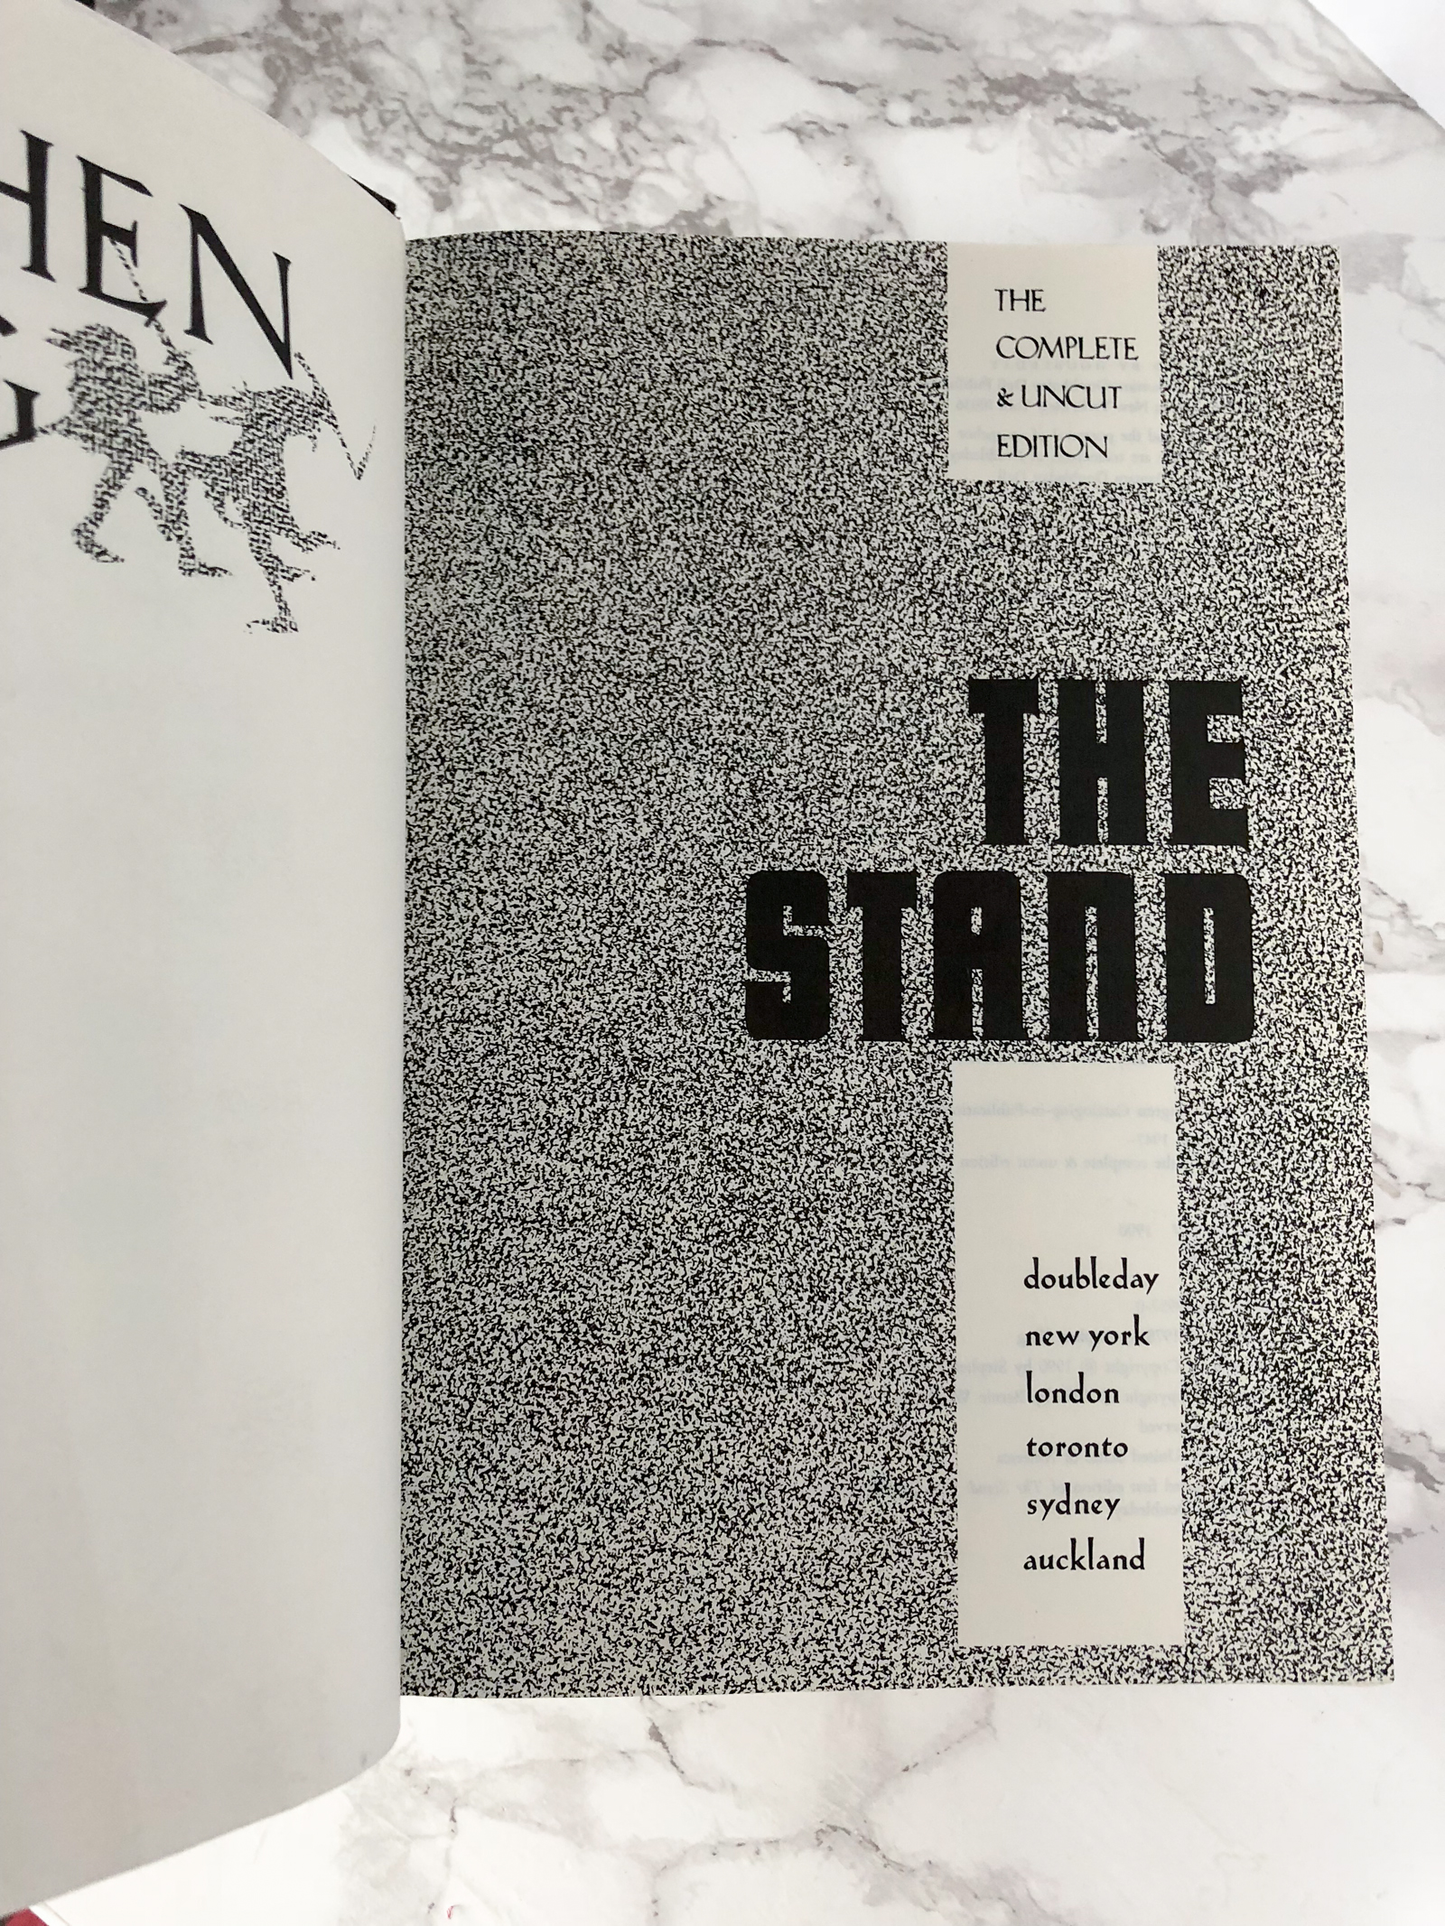 HEN
G
THE
COMPLETE
& UNCUT
EDITION
THE
STAND
doubleday
new york
london
toronto
sydney
auckland